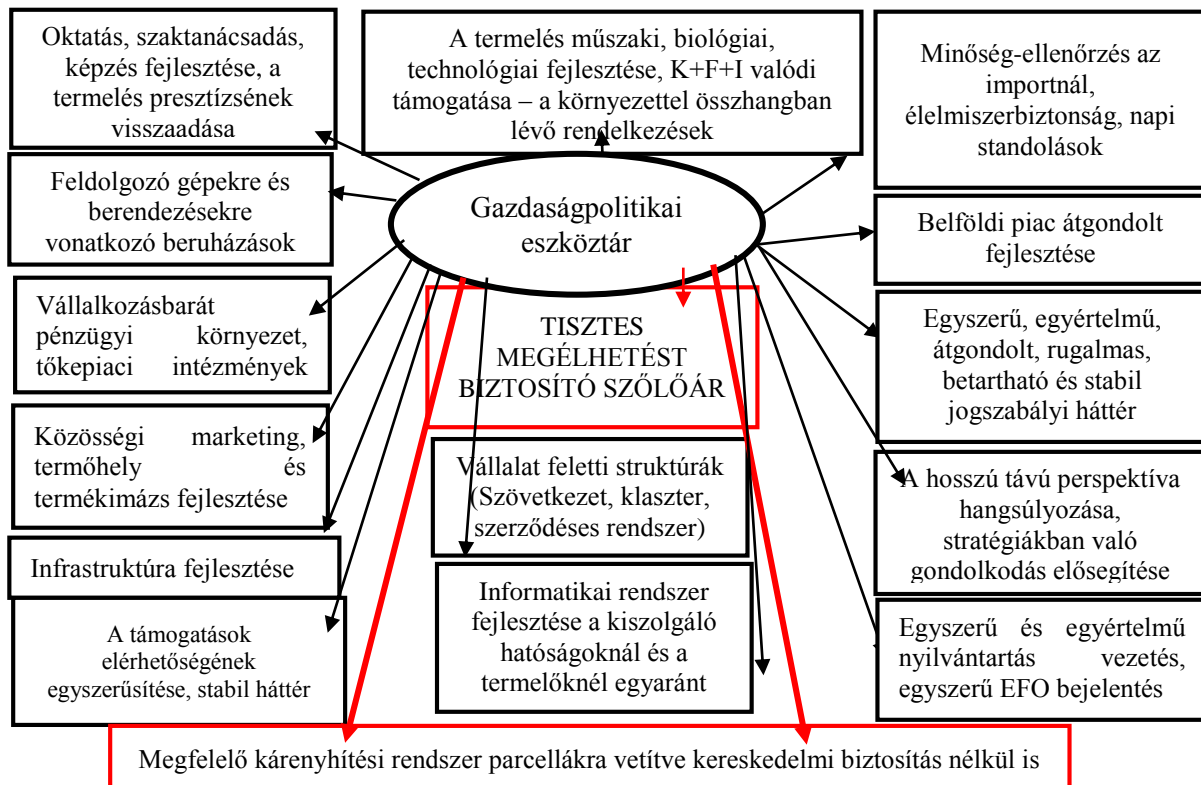 Oktatás, szaktanácsadás,
képzés fejlesztése, a
termelés presztízsének
visszaadása
A termelés műszaki, biológiai,
technológiai fejlesztése, K+F+I valódi
támogatása – a környezettel összhangban
lévő rendelkezések
Minőség-ellenőrzés az
importnál,
élelmiszerbiztonság, napi
standolások
Feldolgozó gépekre és
berendezésekre
vonatkozó beruházások
Gazdaságpolitikai
eszköztár
Belföldi piac átgondolt
fejlesztése
Vállalkozásbarát
pénzügyi környezet,
tőkepiaci intézmények
TISZTES
MEGÉLHETÉST
BIZTOSÍTÓ SZŐLŐÁR
Egyszerű, egyértelmű,
átgondolt, rugalmas,
betartható és stabil
jogszabályi háttér
Közösségi marketing,
termőhely és
termékimázs fejlesztése
Vállalat feletti struktúrák
(Szövetkezet, klaszter,
szerződéses rendszer)
A hosszú távú perspektíva
hangsúlyozása,
stratégiákban való
gondolkodás elősegítése
Infrastruktúra fejlesztése
Informatikai rendszer
fejlesztése a kiszolgáló
hatóságoknál és a
termelőknél egyaránt
A támogatások
elérhetőségének
egyszerűsítése, stabil háttér
Egyszerű és egyértelmű
nyilvántartás vezetés,
egyszerű EFO bejelentés
Megfelelő kárenyhítési rendszer parcellákra vetítve kereskedelmi biztosítás nélkül is